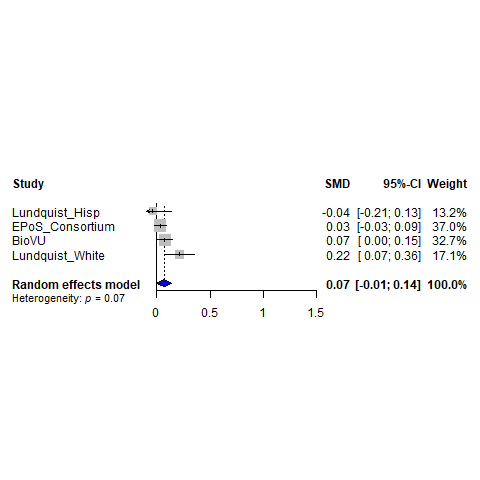 Study SMD 95%-CI Weight
Lundquist_Hisp -0.04 [-0.21; 0.13] 13.2%
EPoS_Consortium 0.03 [-0.03; 0.09] 37.0%
BioVU 0.07 [ 0.00; 0.15] 32.7%
Lundquist_White 0.22 [ 0.07; 0.36] 17.1%
Random effects model 0.07 [-0.01; 0.14] 100.0%
Heterogeneity: p = 0.07
0 0.5 1 1.5